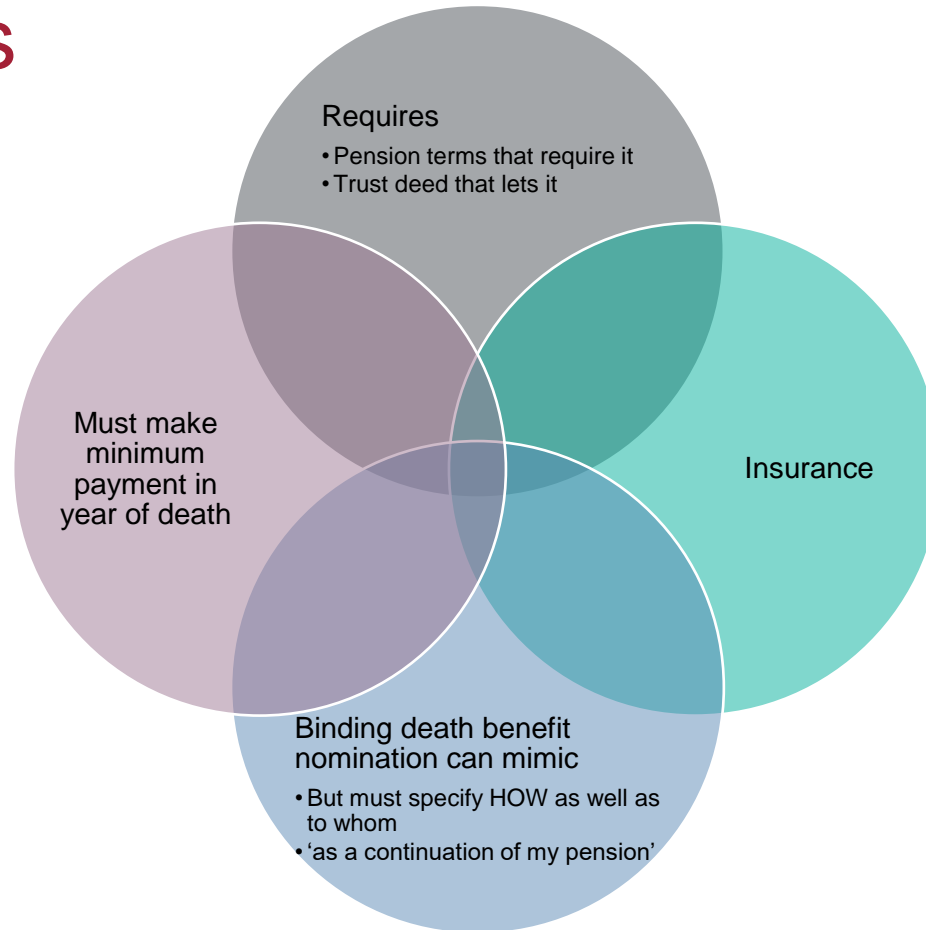 s
Requires
• Pension terms that require it
• Trust deed that lets it
Must make
minimum
payment in
year of death
Insurance
Binding death benefit
nomination can mimic
• But must specify HOW as well as
to whom
• ‘as a continuation of my pension’